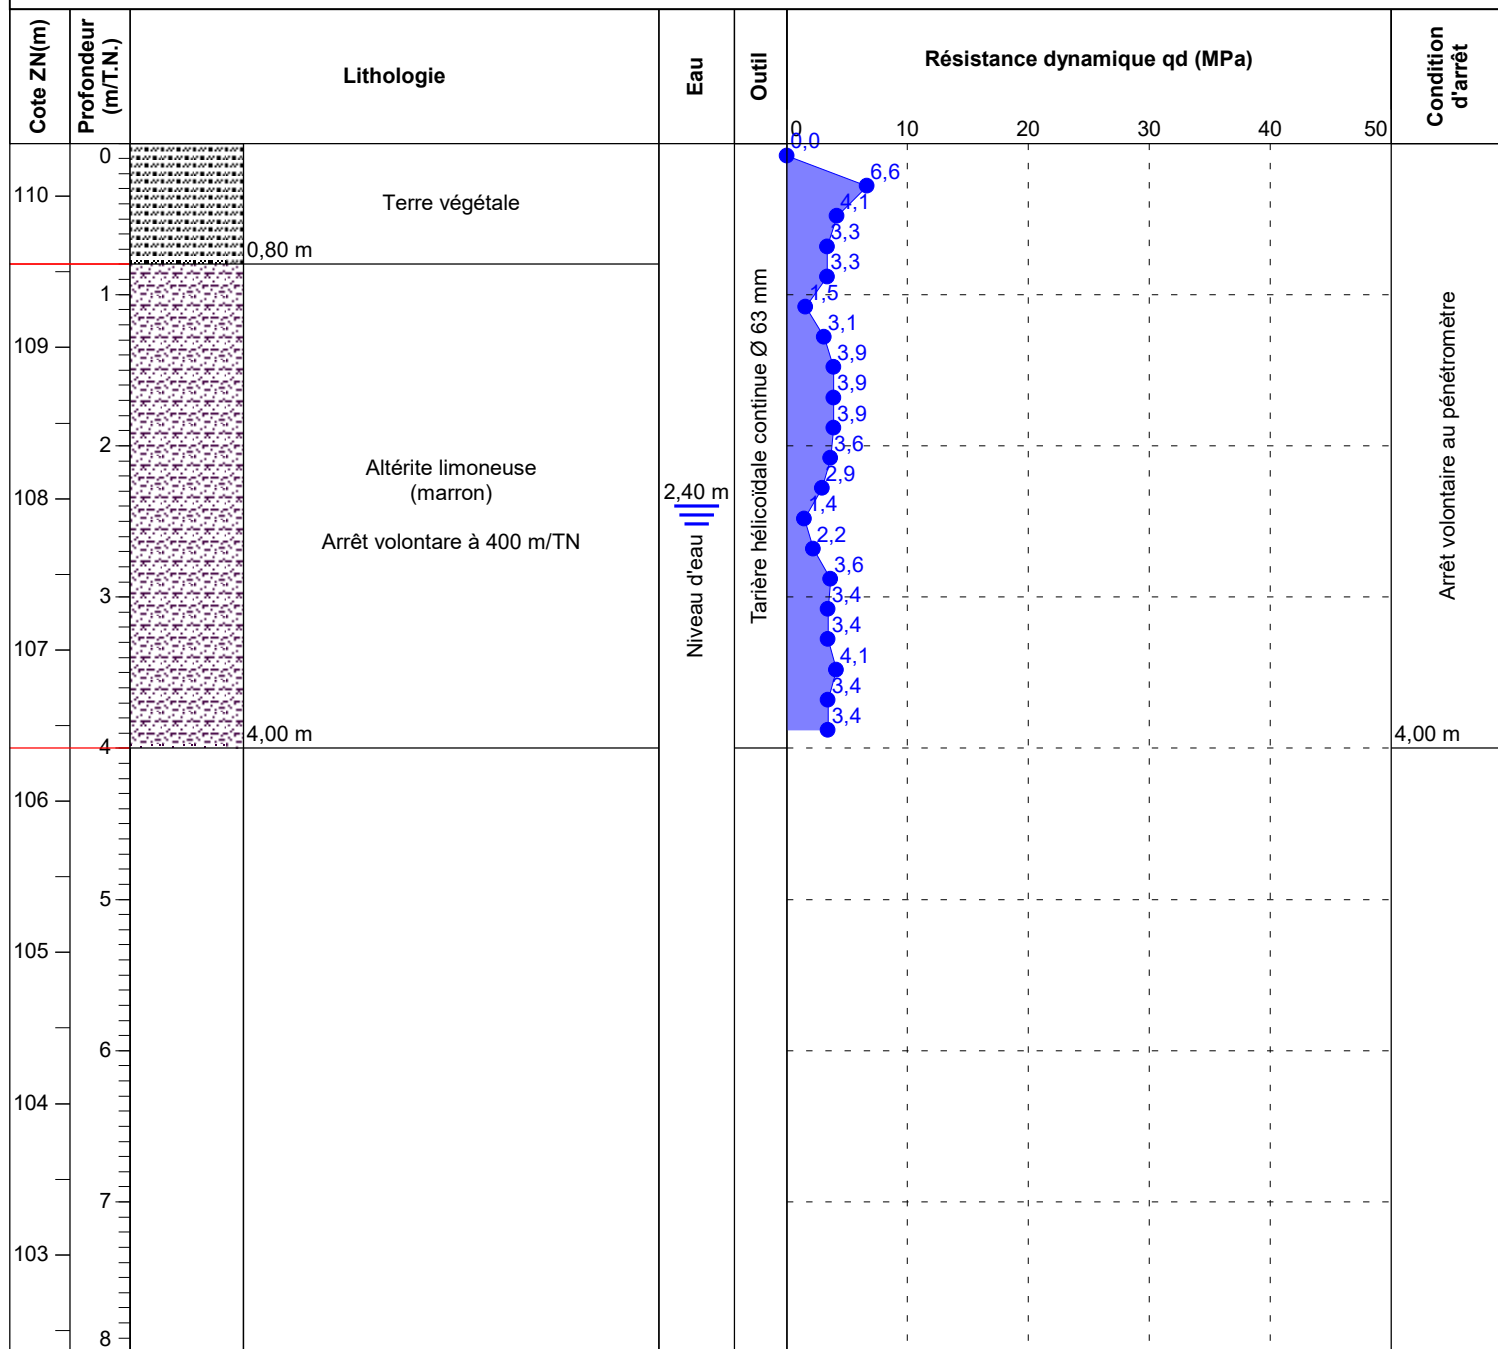 Cote ZN(m)
Profondeur
(m/T.N.)
Lithologie
Eau
Outil
Résistance dynamique qd (MPa)
Condition
d'arrêt
0
10
20
30
40
50
0
1
2
3
4
5
6
7
8
110
109
108
107
106
105
104
103
Terre végétale
0,80 m
Altérite limoneuse
(marron)
Arrêt volontare à 400 m/TN
4,00 m
2,40 m
Niveau d'eau
Tarière hélicoïdale continue Ø 63 mm
0,0
6,6
4,1
3,3
3,3
1,5
3,1
3,9
3,9
3,9
3,6
2,9
1,4
2,2
3,6
3,4
3,4
4,1
3,4
3,4
Arrêt volontaire au pénétromètre
4,00 m